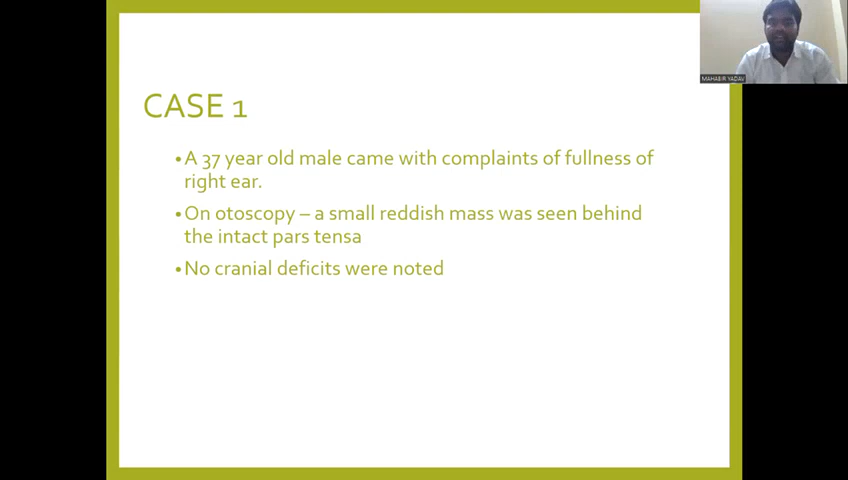 MAHABIR YADAV
CASE 1
•A 37 year old male came with complaints of fullness of
right ear.
•On otoscopy – a small reddish mass was seen behind
the intact pars tensa
•No cranial deficits were noted